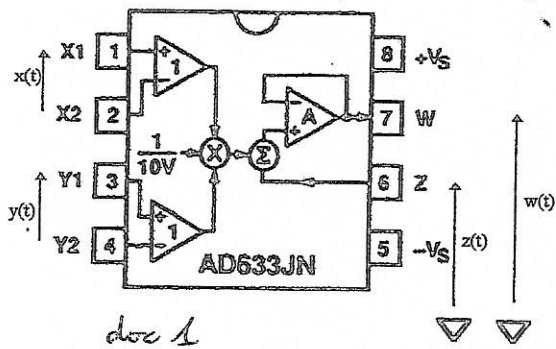 X1 1 8 +Vs
x(t) 1
X2 2 A 7 W
1/10V X Σ
Y1 3 6 Z
y(t) 1 z(t) w(t)
Y2 4 5 -Vs
AD633JN
doc 1